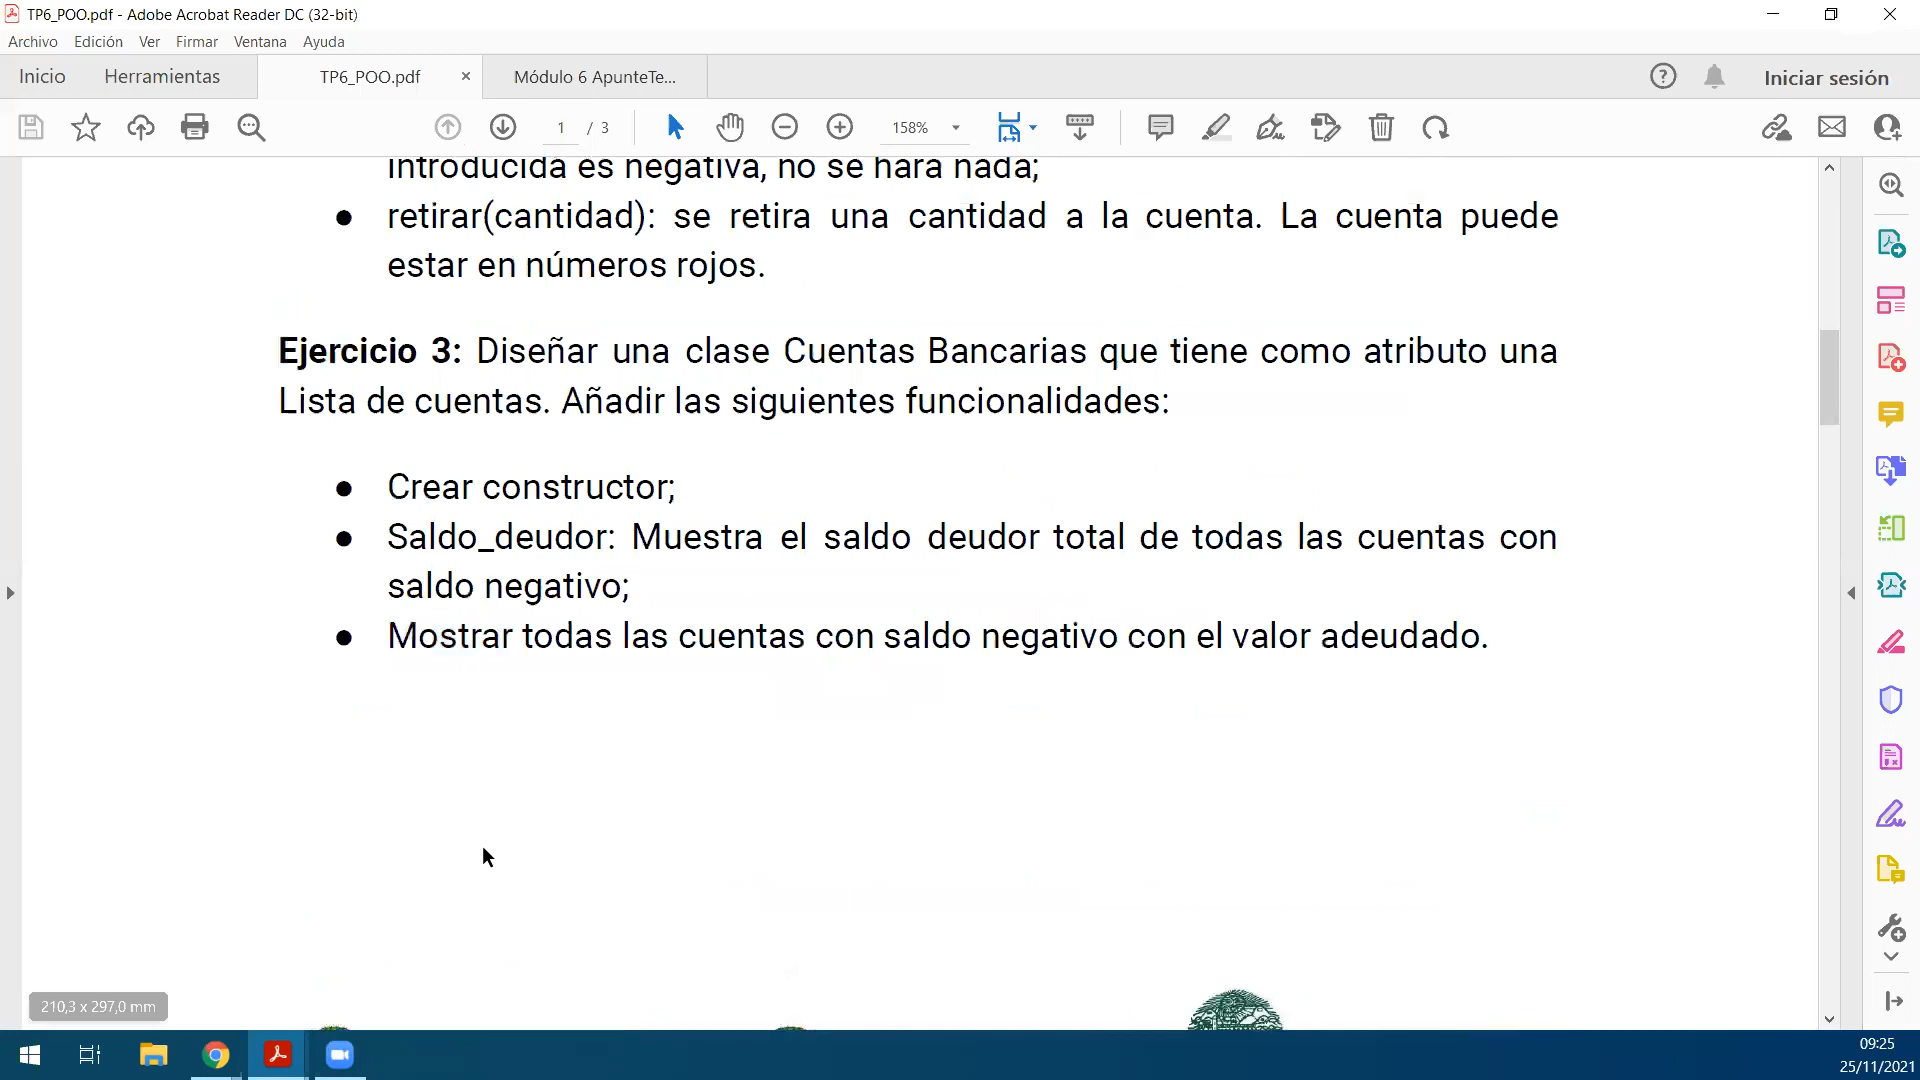 TP6_POO.pdf - Adobe Acrobat Reader DC (32-bit)
Archivo Edición Ver Firmar Ventana Ayuda
Inicio Herramientas TP6_POO.pdf × Módulo 6 ApunteTe... Iniciar sesión
1 / 3 158%
introducida es negativa, no se hará nada;
● retirar(cantidad): se retira una cantidad a la cuenta. La cuenta puede
estar en números rojos.
Ejercicio 3: Diseñar una clase Cuentas Bancarias que tiene como atributo una
Lista de cuentas. Añadir las siguientes funcionalidades:
● Crear constructor;
● Saldo_deudor: Muestra el saldo deudor total de todas las cuentas con
saldo negativo;
● Mostrar todas las cuentas con saldo negativo con el valor adeudado.
210,3 x 297,0 mm
09:25
25/11/2021